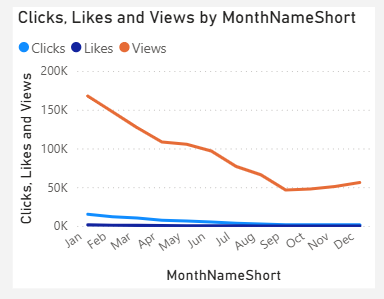 Clicks, Likes and Views by MonthNameShort
Clicks Likes Views
Clicks, Likes and Views
200K
150K
100K
50K
0K
Jan Feb Mar Apr May Jun Jul Aug Sep Oct Nov Dec
MonthNameShort